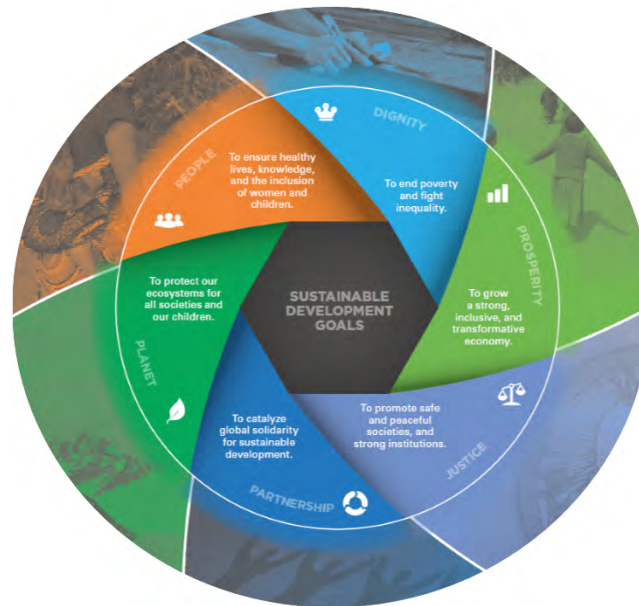 DIGNITY
To end poverty
and fight
inequality.
PROSPERITY
To grow
a strong,
inclusive, and
transformative
economy.
JUSTICE
To promote safe
and peaceful
societies, and
strong institutions.
PARTNERSHIP
To catalyze
global solidarity
for sustainable
development.
PLANET
To protect our
ecosystems for
all societies and
our children.
PEOPLE
To ensure healthy
lives, knowledge,
and the inclusion
of women and
children.
SUSTAINABLE
DEVELOPMENT
GOALS